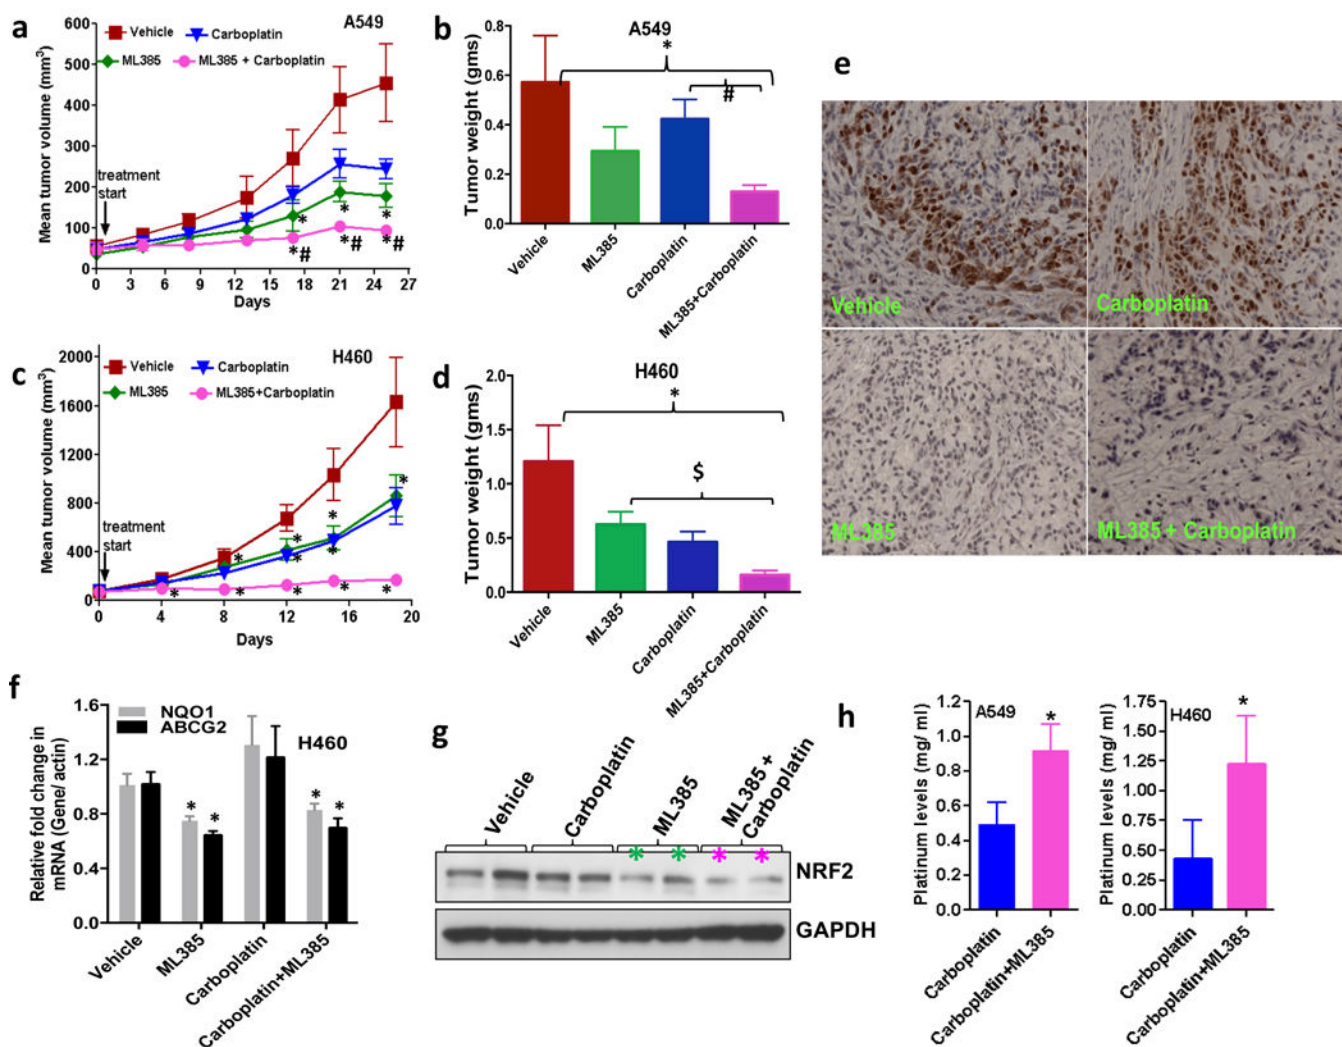 a
A549
Vehicle
Carboplatin
ML385
ML385 + Carboplatin
Mean tumor volume (mm³)
600
500
400
300
200
100
0
treatment
start
*
*
*
*#
*#
*#
0 3 6 9 12 15 18 21 24 27
Days
b
A549
*
#
Tumor weight (gms)
0.8
0.6
0.4
0.2
0.0
Vehicle
ML385
Carboplatin
ML385+Carboplatin
c
H460
Vehicle
Carboplatin
ML385
ML385+Carboplatin
Mean tumor volume (mm³)
2000
1600
1200
800
400
0
treatment
start
*
*
*
*
*
*
*
*
*
*
*
0 4 8 12 16 20
Days
d
H460
*
$
Tumor weight (gms)
2.0
1.5
1.0
0.5
0.0
Vehicle
ML385
Carboplatin
ML385+Carboplatin
e
Vehicle
Carboplatin
ML385
ML385 + Carboplatin
f
NQO1
ABCG2
H460
Relative fold change in
mRNA (Gene/ actin)
1.6
1.2
0.8
0.4
0.0
* *
* *
Vehicle
ML385
Carboplatin
Carboplatin+ML385
g
Vehicle
Carboplatin
ML385
ML385 +
Carboplatin
* * * *
NRF2
GAPDH
h
A549
*
Platinum levels (mg/ ml)
1.2
1.0
0.8
0.6
0.4
0.2
0.0
Carboplatin
Carboplatin+ML385
H460
*
Platinum levels (mg/ ml)
1.75
1.50
1.25
1.00
0.75
0.50
0.25
0.00
Carboplatin
Carboplatin+ML385